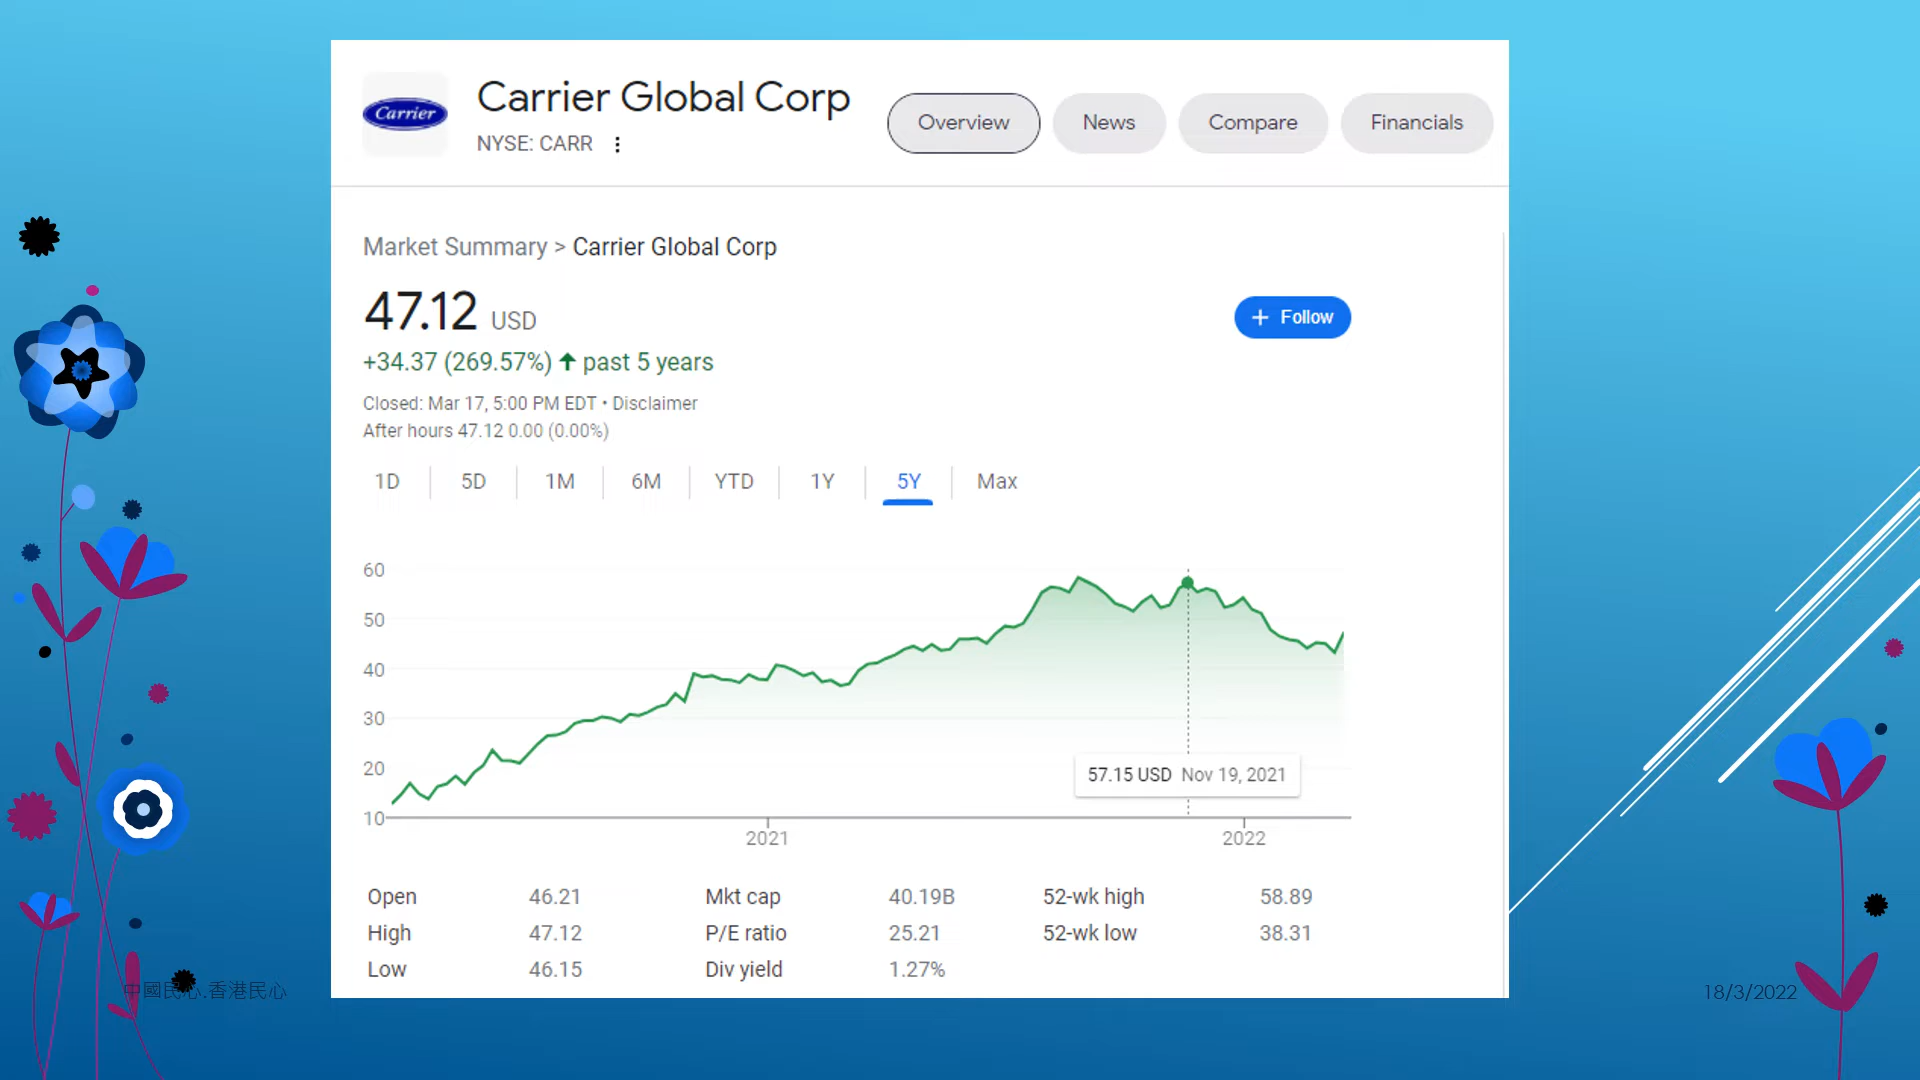 Carrier
Carrier Global Corp
NYSE: CARR
Overview
News
Compare
Financials
Market Summary > Carrier Global Corp
47.12 USD
+ Follow
+34.37 (269.57%) ↑ past 5 years
Closed: Mar 17, 5:00 PM EDT • Disclaimer
After hours 47.12 0.00 (0.00%)
1D 5D 1M 6M YTD 1Y 5Y Max
60
50
40
30
20
10
57.15 USD Nov 19, 2021
2021 2022
Open 46.21 Mkt cap 40.19B 52-wk high 58.89
High 47.12 P/E ratio 25.21 52-wk low 38.31
Low 46.15 Div yield 1.27%
中國民心.香港民心
18/3/2022